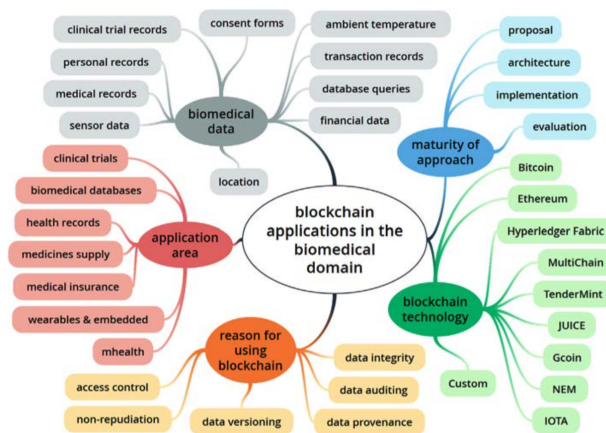 clinical trial records
consent forms
ambient temperature
personal records
transaction records
medical records
database queries
sensor data
financial data
location
biomedical
data
proposal
architecture
implementation
evaluation
maturity of
approach
clinical trials
biomedical databases
health records
medicines supply
medical insurance
wearables & embedded
mhealth
application
area
blockchain
applications in the
biomedical
domain
Bitcoin
Ethereum
Hyperledger Fabric
MultiChain
TenderMint
JUICE
Gcoin
NEM
IOTA
Custom
blockchain
technology
reason for
using
blockchain
access control
non-repudiation
data versioning
data integrity
data auditing
data provenance